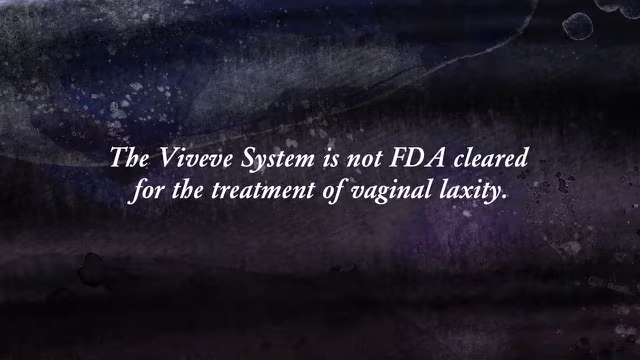 The Viveve System is not FDA cleared
for the treatment of vaginal laxity.